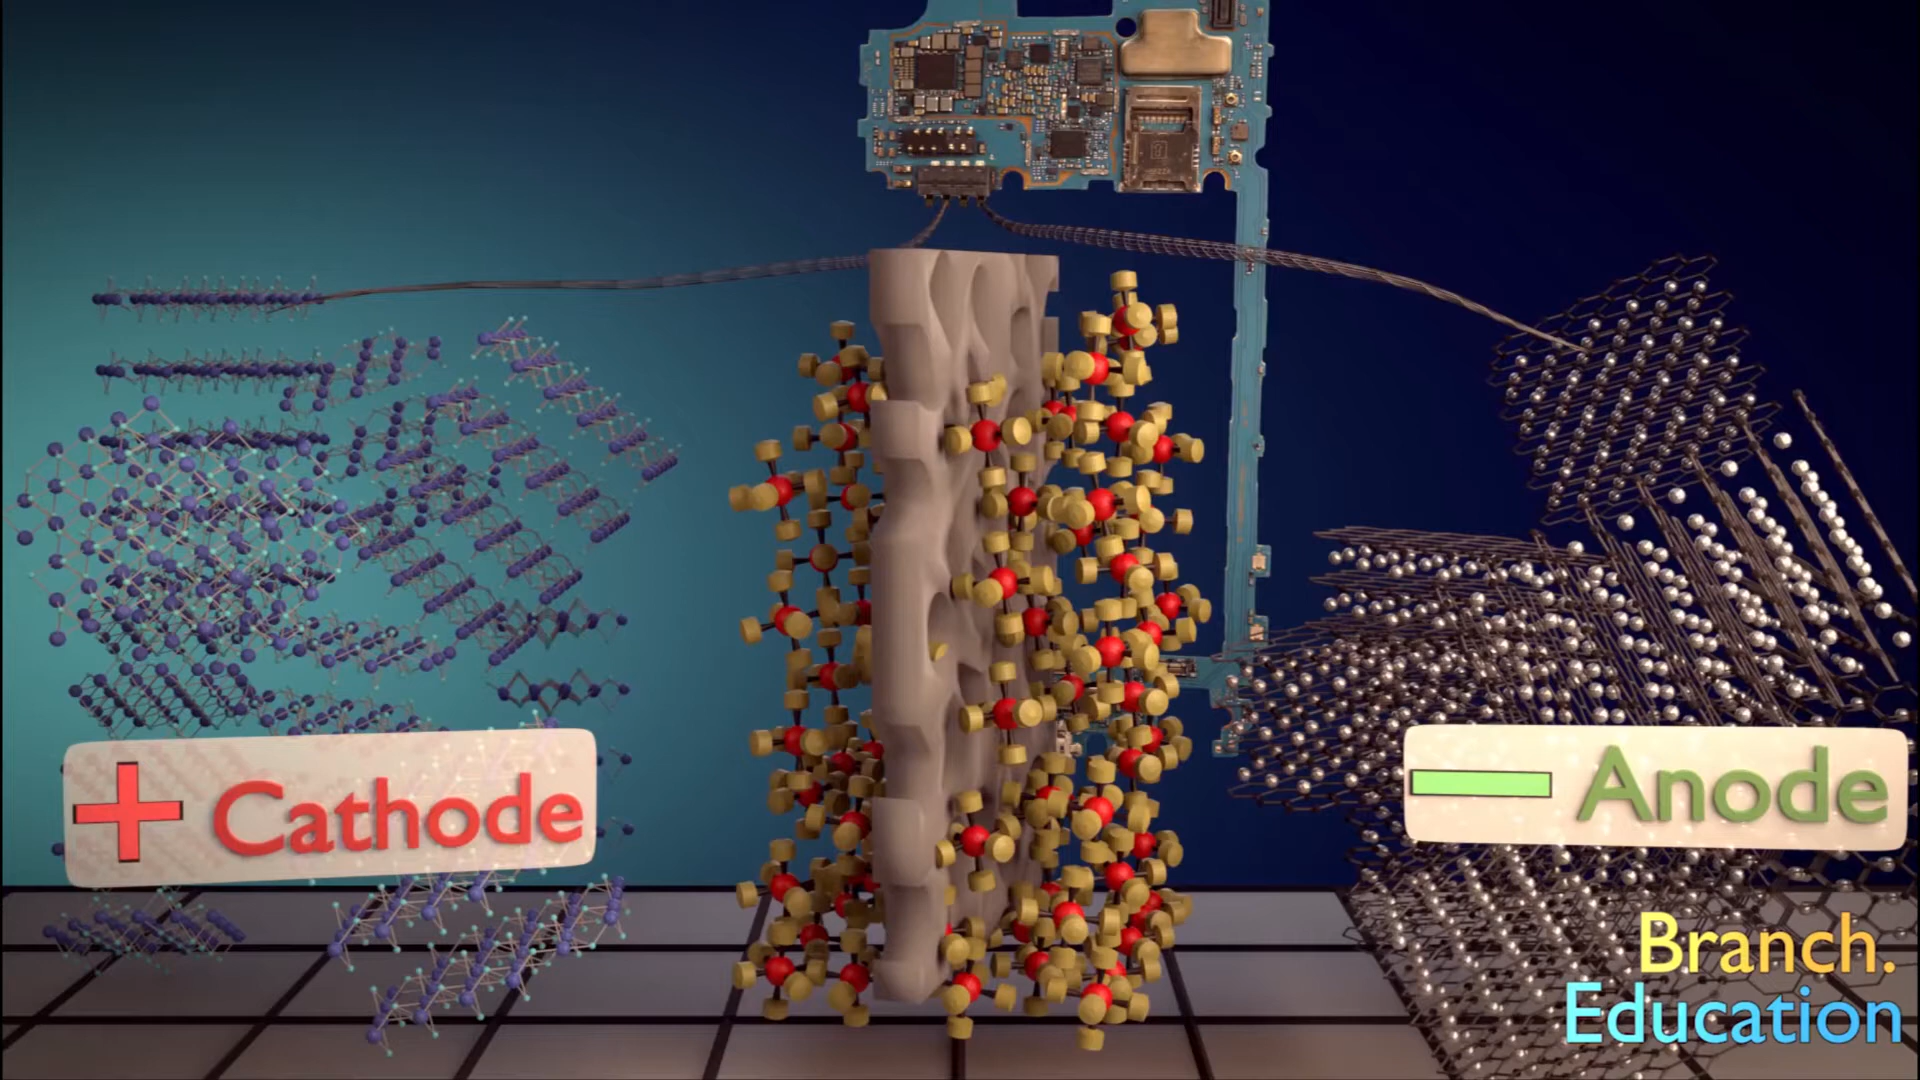 + Cathode
— Anode
Branch.
Education